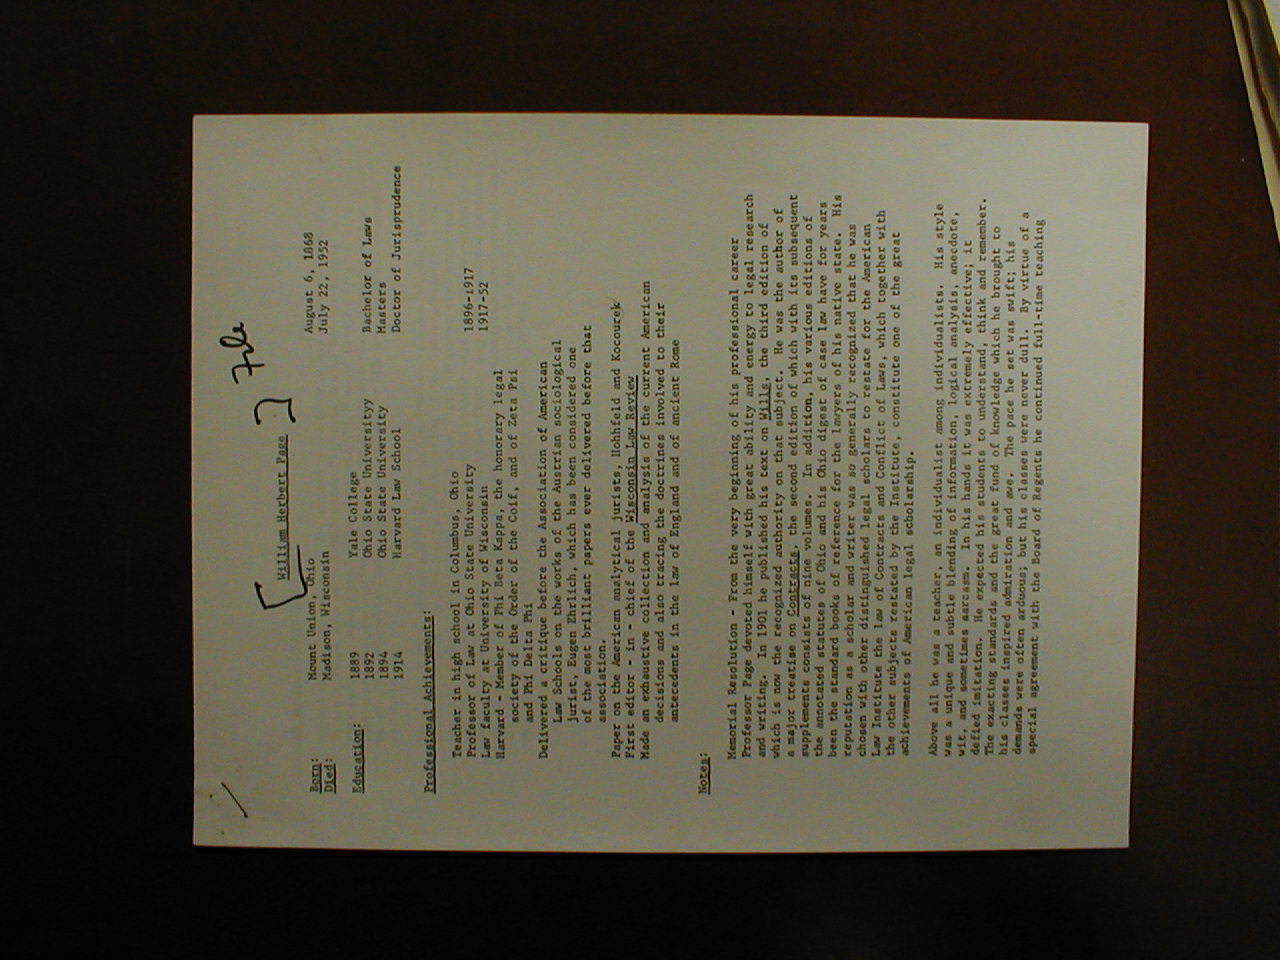 File
William Herbert Page
Born: Mount Union, Ohio August 6, 1868
Died: Madison, Wisconsin July 22, 1952
Education: 1889 Yale College Bachelor of Laws
1892 Ohio State Universityy Masters
1894 Ohio State University Doctor of Jurisprudence
1914 Harvard Law School
Professional Achievements:
Teacher in high school in Columbus, Ohio
Professor of Law at Ohio State University 1896-1917
Law faculty at University of Wisconsin 1917-52
Harvard - Member of Phi Beta Kappa, the honorary legal
society of the Order of the Coif, and of Zeta Psi
and Phi Delta Phi
Delivered a critique before the Association of American
Law Schools on the works of the Austrian sociological
jurist, Eugen Ehrlich, which has been considered one
of the most brilliant papers ever delivered before that
association.
Paper on the American analytical jurists, Hohhfeld and Kocourek
First editor - in - chief of the Wisconsin Law Review
Made an exhaustive collection and analysis of the current American
decisions and also tracing the doctrines involved to their
antecedents in the law of England and of ancient Rome
Notes:
Memorial Resolution - From the very beginning of his professional career
Professor Page devoted himself with great ability and energy to legal research
and writing. In 1901 he published his text on Wills, the third edition of
which is now the recognized authority on that subject. He was the author of
a major treatise on Contracts, the second edition of which with its subsequent
supplements consists of nine volumes. In addition, his various editions of
the annotated statutes of Ohio and his Ohio digest of case law have for years
been the standard books of reference for the lawyers of his native state. His
reputation as a scholar and writer was so generally recognized that he was
chosen with other distinguished legal scholars to restate for the American
Law Institute the law of Contracts and Conflict of Laws, which together with
the other subjects restated by the Institute, constitute one of the great
achievements of American legal scholarship.
Above all he was a teacher, an individualist among individualists. His style
was a unique and subtle blending of information, logical analysis, anecdote,
wit, and sometimes sarcasm. In his hands it was extremely effective; it
defied imitation. He expected his students to understand, think and remember.
The exacting standards and the great fund of knowledge which he brought to
his classes inspired admiration and awe. The pace he set was swift; his
demands were often arduous; but his classes were never dull. By virtue of a
special agreement with the Board of Regents he continued full-time teaching